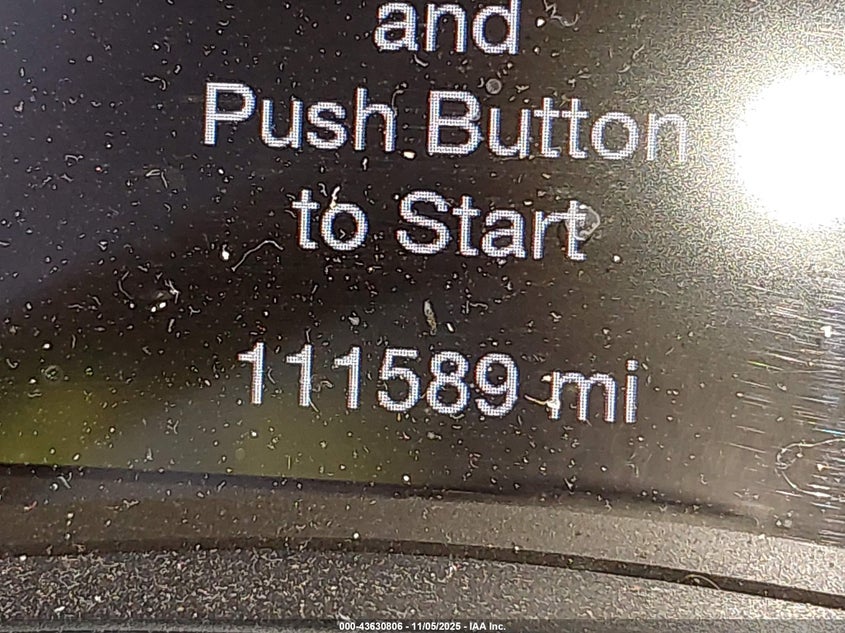 and
Push Button
to Start
111589 mi
000-43630806 - 11/05/2025 - IAA Inc.